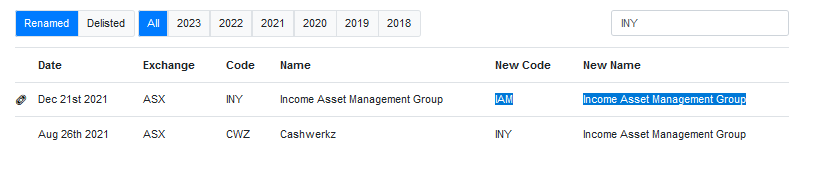 Renamed Delisted All 2023 2022 2021 2020 2019 2018 INY
Date Exchange Code Name New Code New Name
Dec 21st 2021 ASX INY Income Asset Management Group IAM Income Asset Management Group
Aug 26th 2021 ASX CWZ Cashwerkz INY Income Asset Management Group